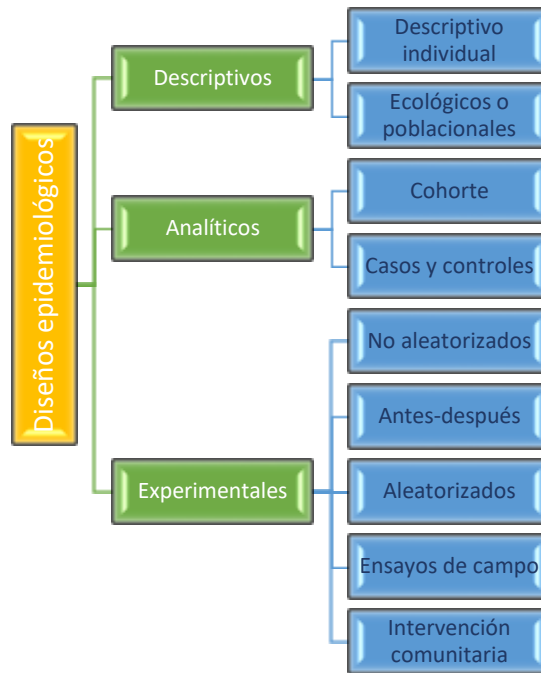 Diseños epidemiológicos
Descriptivos
Descriptivo
individual
Ecológicos o
poblacionales
Analíticos
Cohorte
Casos y controles
Experimentales
No aleatorizados
Antes-después
Aleatorizados
Ensayos de campo
Intervención
comunitaria